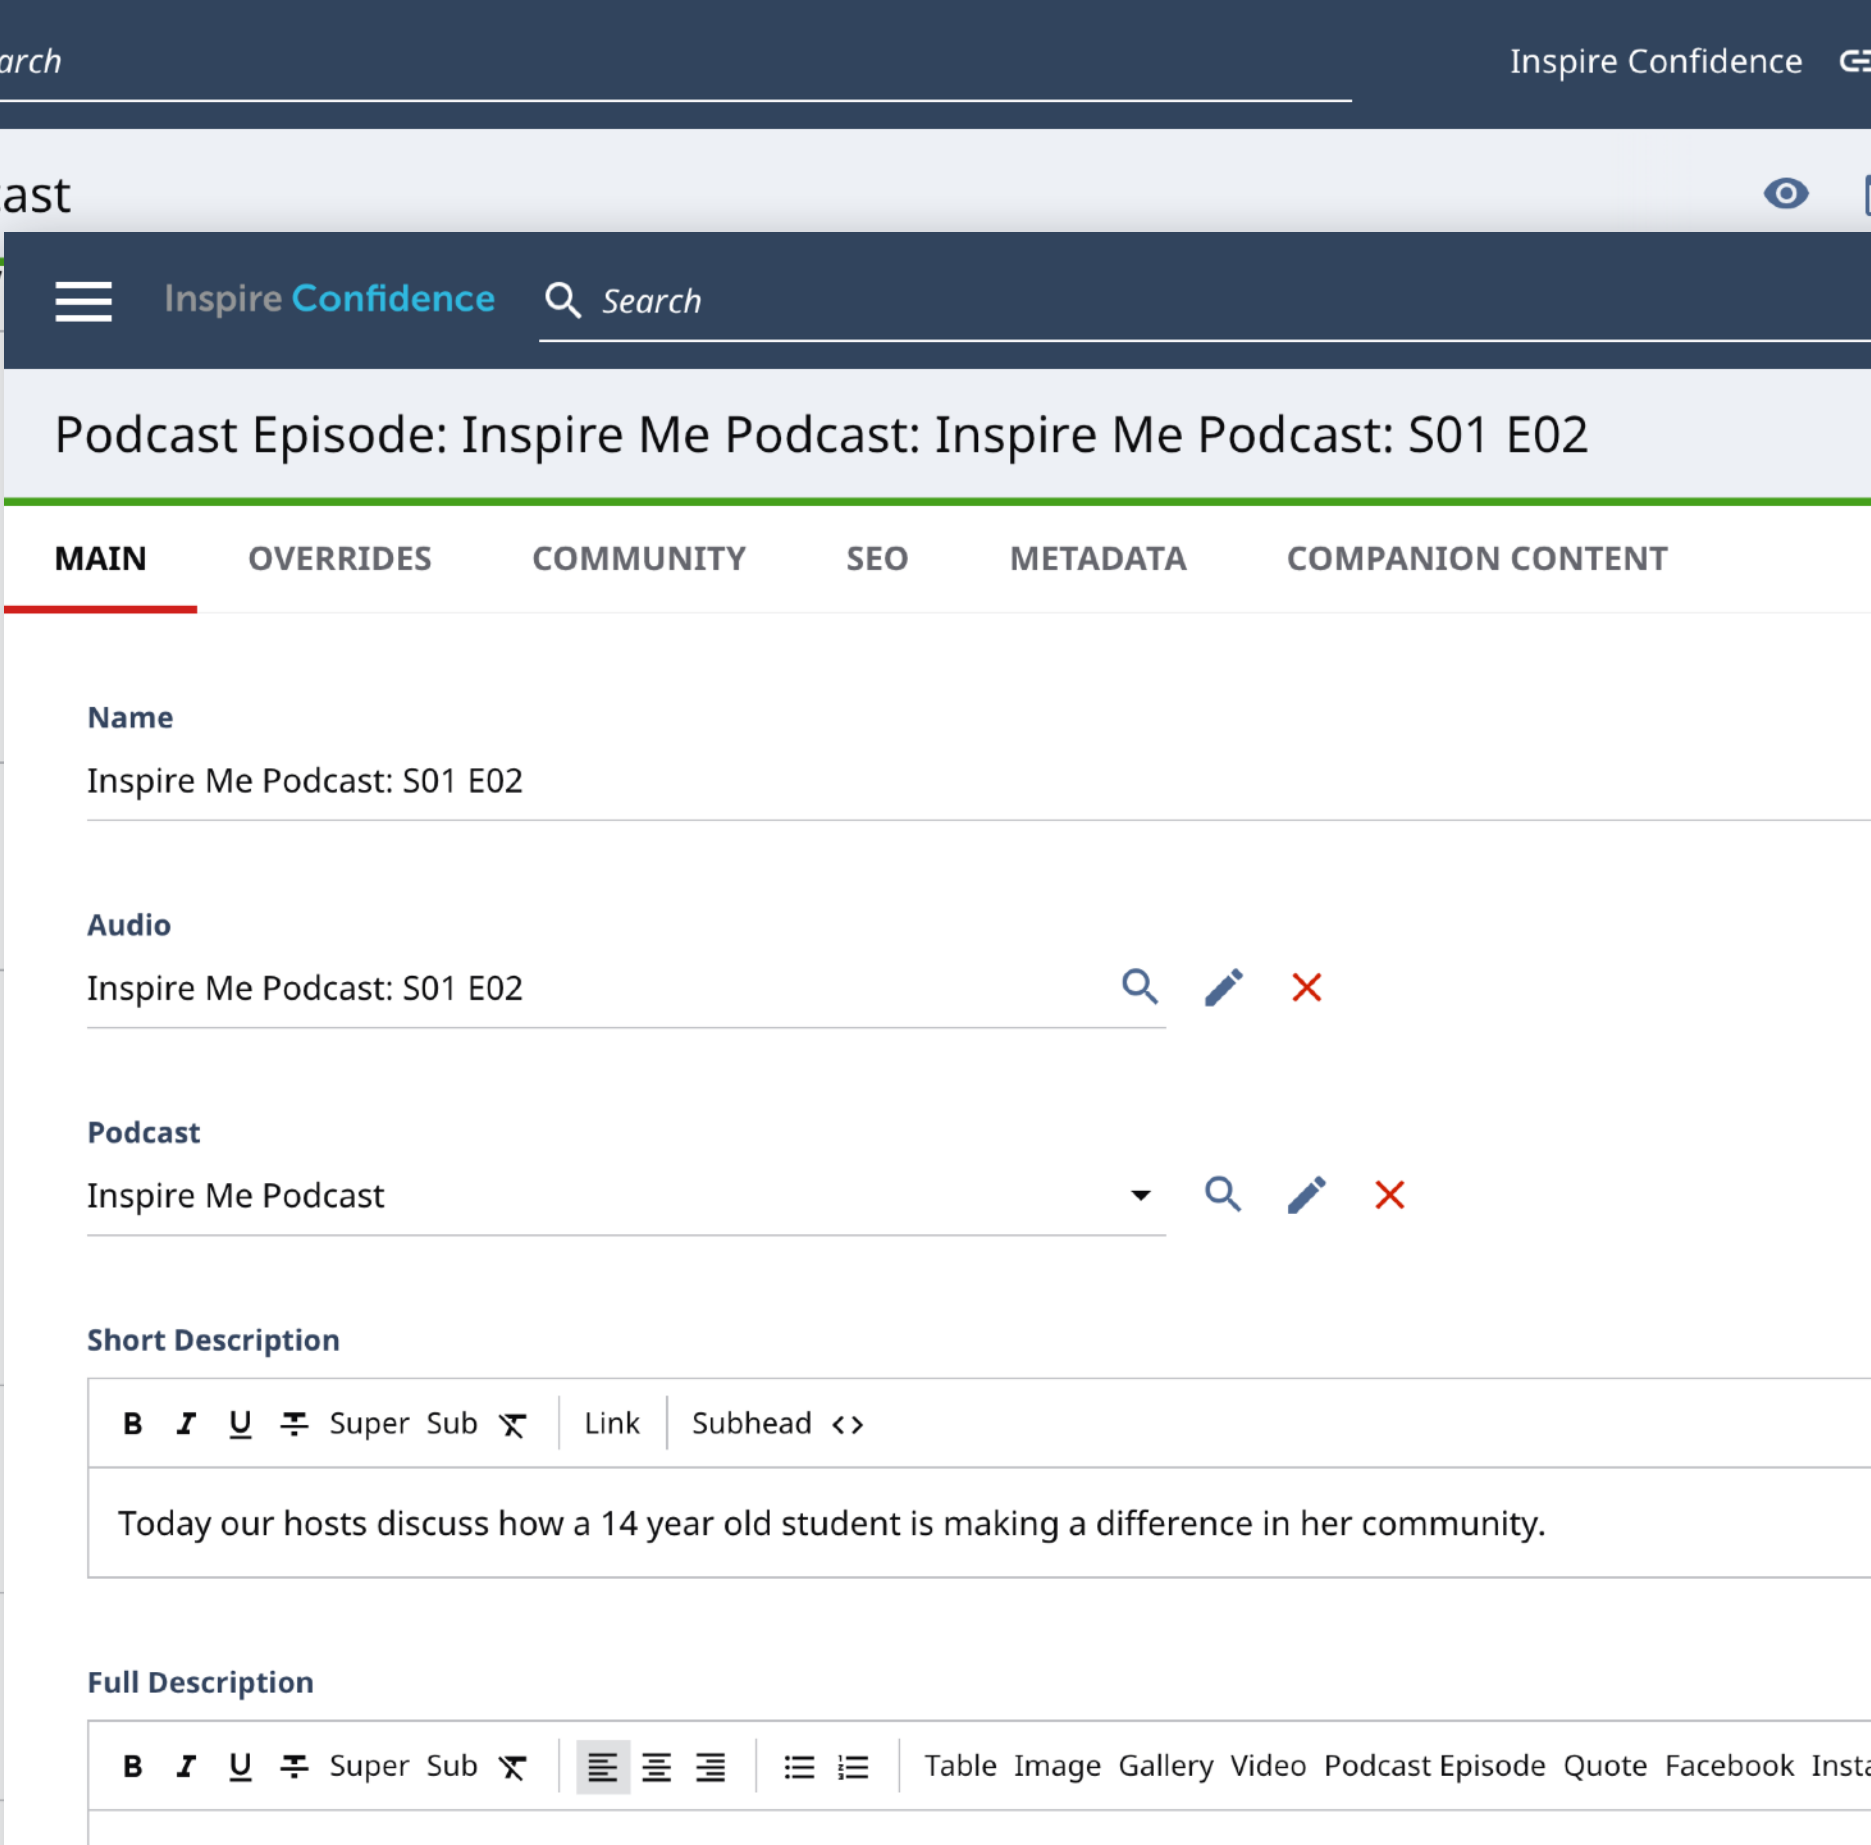 Inspire Confidence
Inspire Confidence Search
Podcast Episode: Inspire Me Podcast: Inspire Me Podcast: S01 E02
MAIN OVERRIDES COMMUNITY SEO METADATA COMPANION CONTENT
Name
Inspire Me Podcast: S01 E02
Audio
Inspire Me Podcast: S01 E02
Podcast
Inspire Me Podcast
Short Description
B I U T Super Sub Link Subhead <>
Today our hosts discuss how a 14 year old student is making a difference in her community.
Full Description
B I U T Super Sub Table Image Gallery Video Podcast Episode Quote Facebook